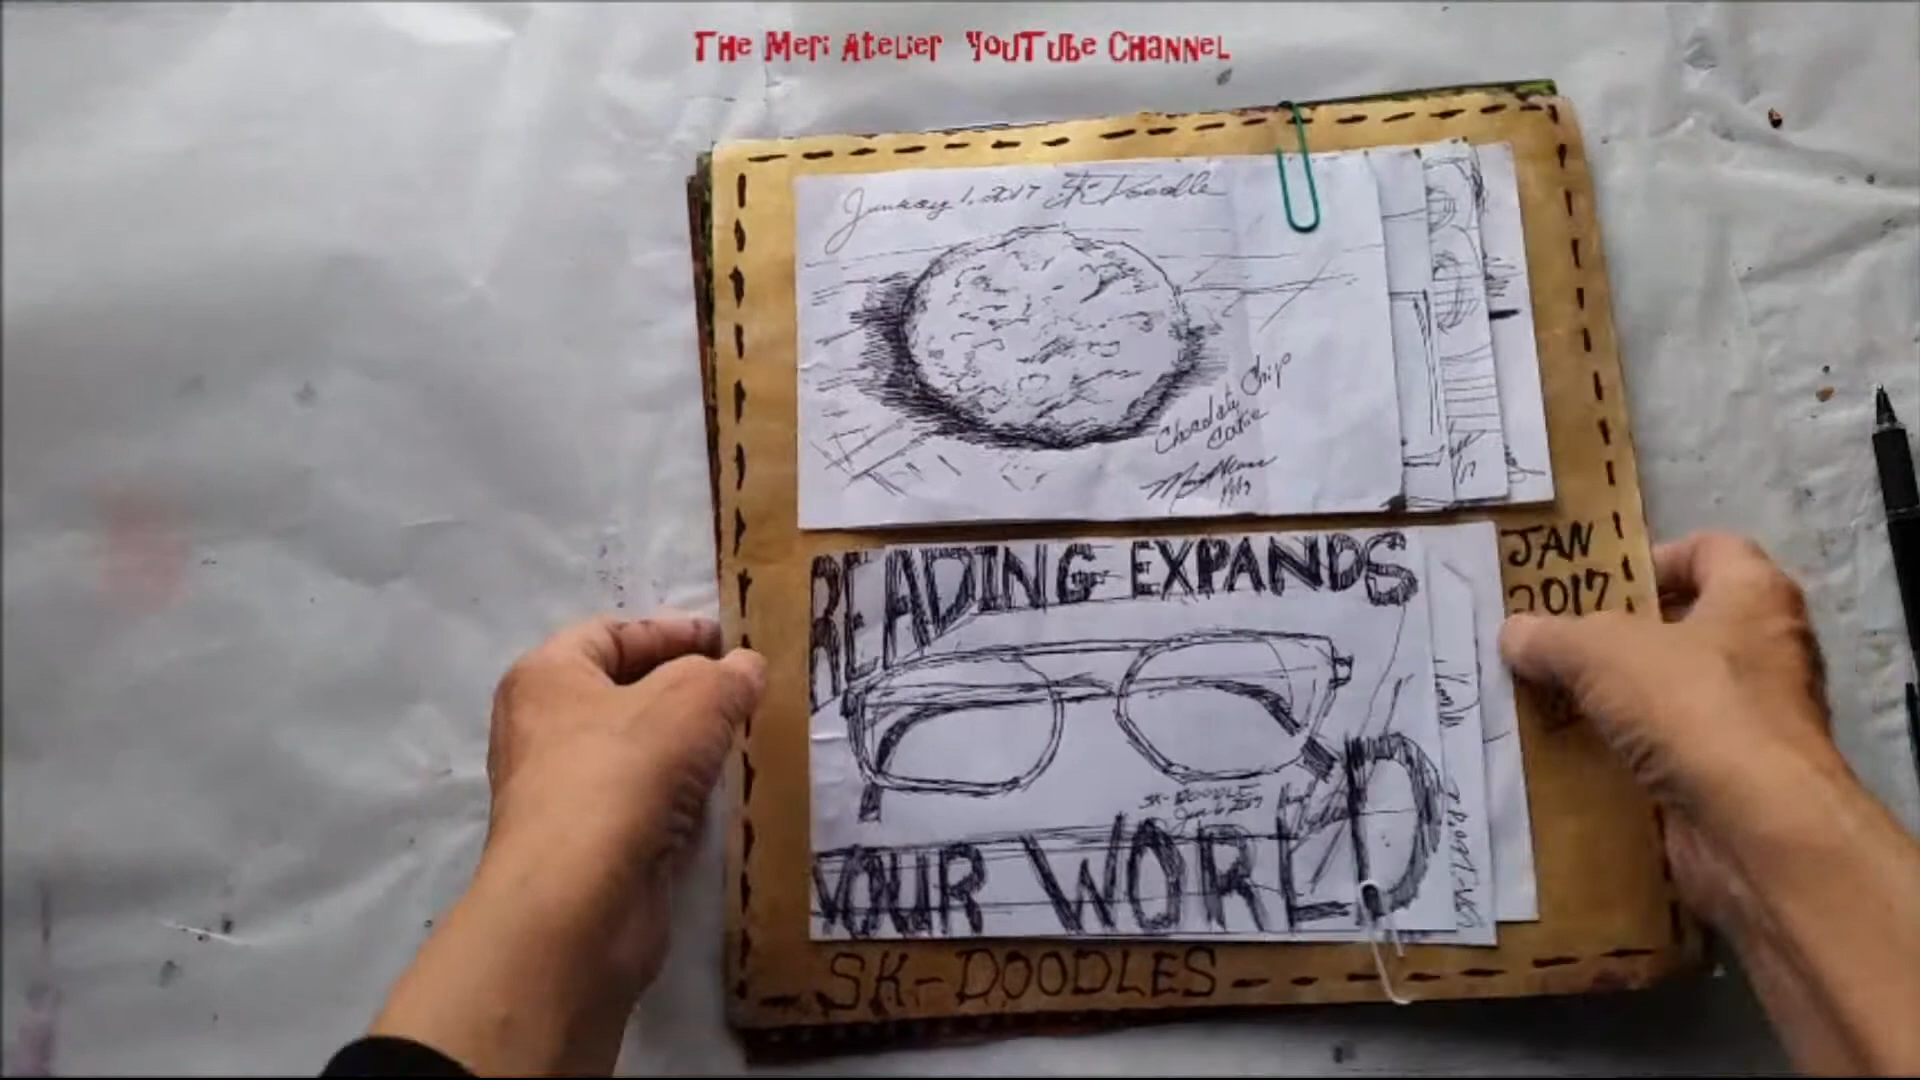 The Meri Atelier YouTube Channel
January 1, 2017 SK-Doodle
Chocolate Chip
Cookie
READING EXPANDS
JAN
2017
SK-DOODLE
YOUR WORLD
SK-DOODLES